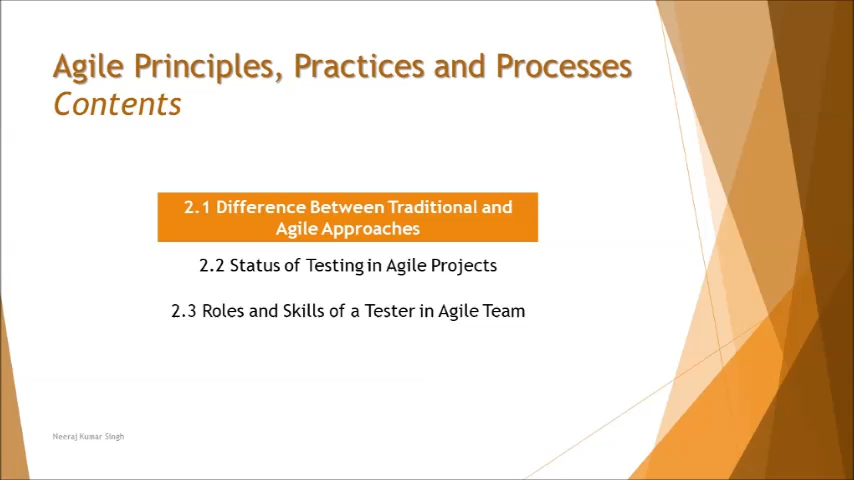 Agile Principles, Practices and Processes
Contents
2.1 Difference Between Traditional and
Agile Approaches
2.2 Status of Testing in Agile Projects
2.3 Roles and Skills of a Tester in Agile Team
Neeraj Kumar Singh